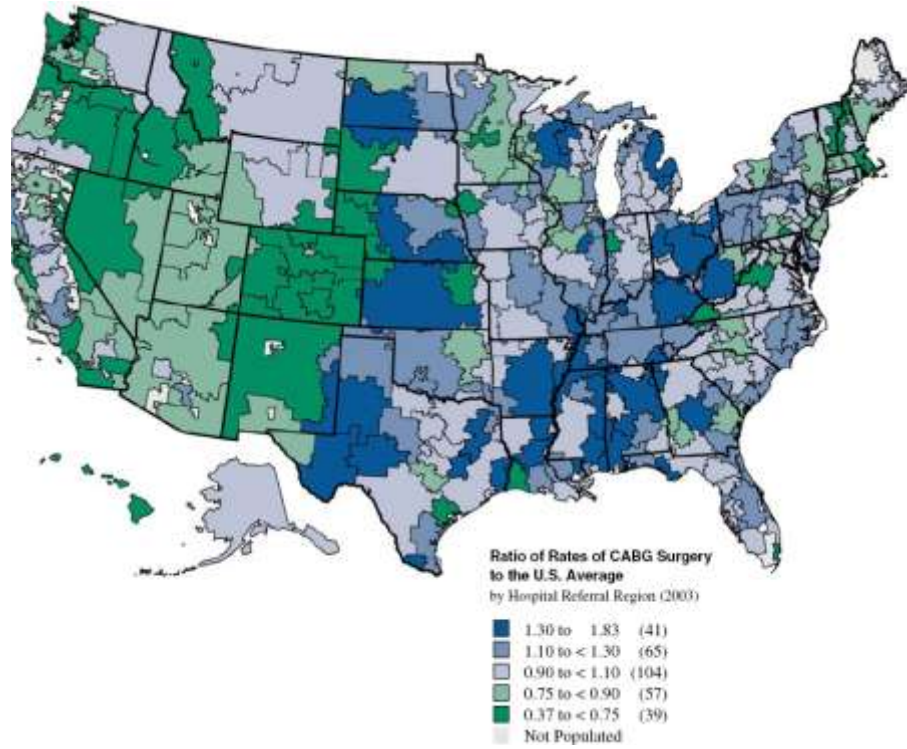 Ratio of Rates of CABG Surgery
to the U.S. Average
by Hospital Referral Region (2003)
1.30 to 1.83 (41)
1.10 to < 1.30 (65)
0.90 to < 1.10 (104)
0.75 to < 0.90 (57)
0.37 to < 0.75 (39)
Not Populated